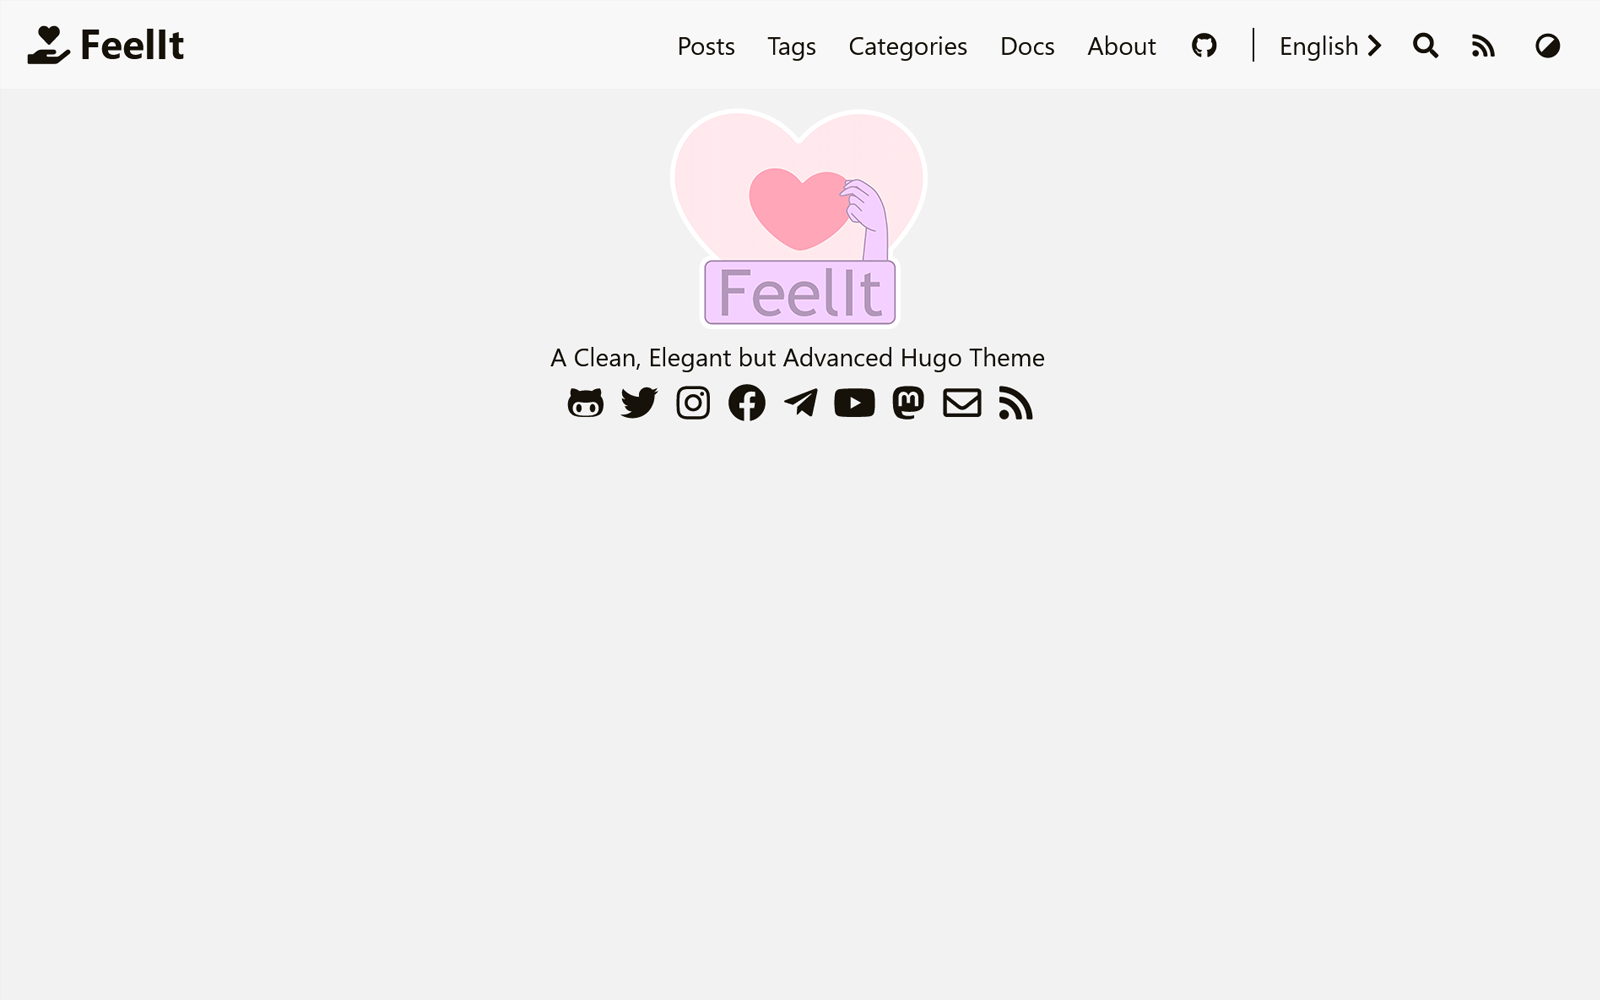 FeelIt Posts Tags Categories Docs About English
FeelIt
A Clean, Elegant but Advanced Hugo Theme